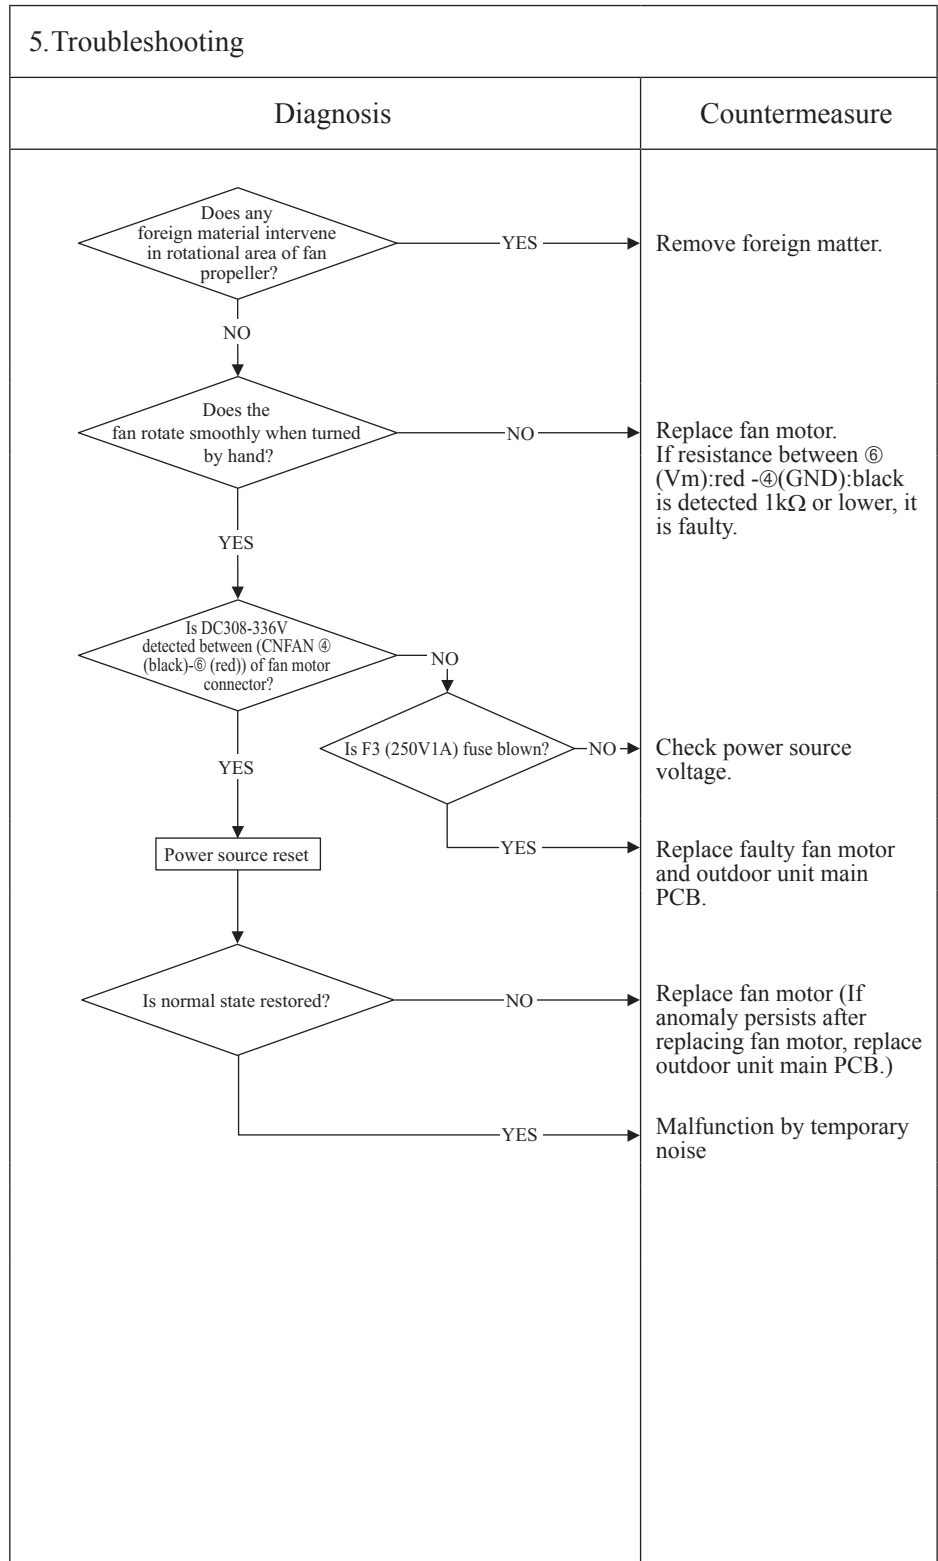 5.Troubleshooting
Diagnosis
Countermeasure
Does any
foreign material intervene
in rotational area of fan
propeller?
YES
Remove foreign matter.
NO
Does the
fan rotate smoothly when turned
by hand?
NO
Replace fan motor.
If resistance between ⑥
(Vm):red -④(GND):black
is detected 1kΩ or lower, it
is faulty.
YES
Is DC308-336V
detected between (CNFAN ④
(black)-⑥ (red)) of fan motor
connector?
NO
Is F3 (250V1A) fuse blown?
NO
Check power source
voltage.
YES
YES
Replace faulty fan motor
and outdoor unit main
PCB.
Power source reset
Is normal state restored?
NO
Replace fan motor (If
anomaly persists after
replacing fan motor, replace
outdoor unit main PCB.)
YES
Malfunction by temporary
noise